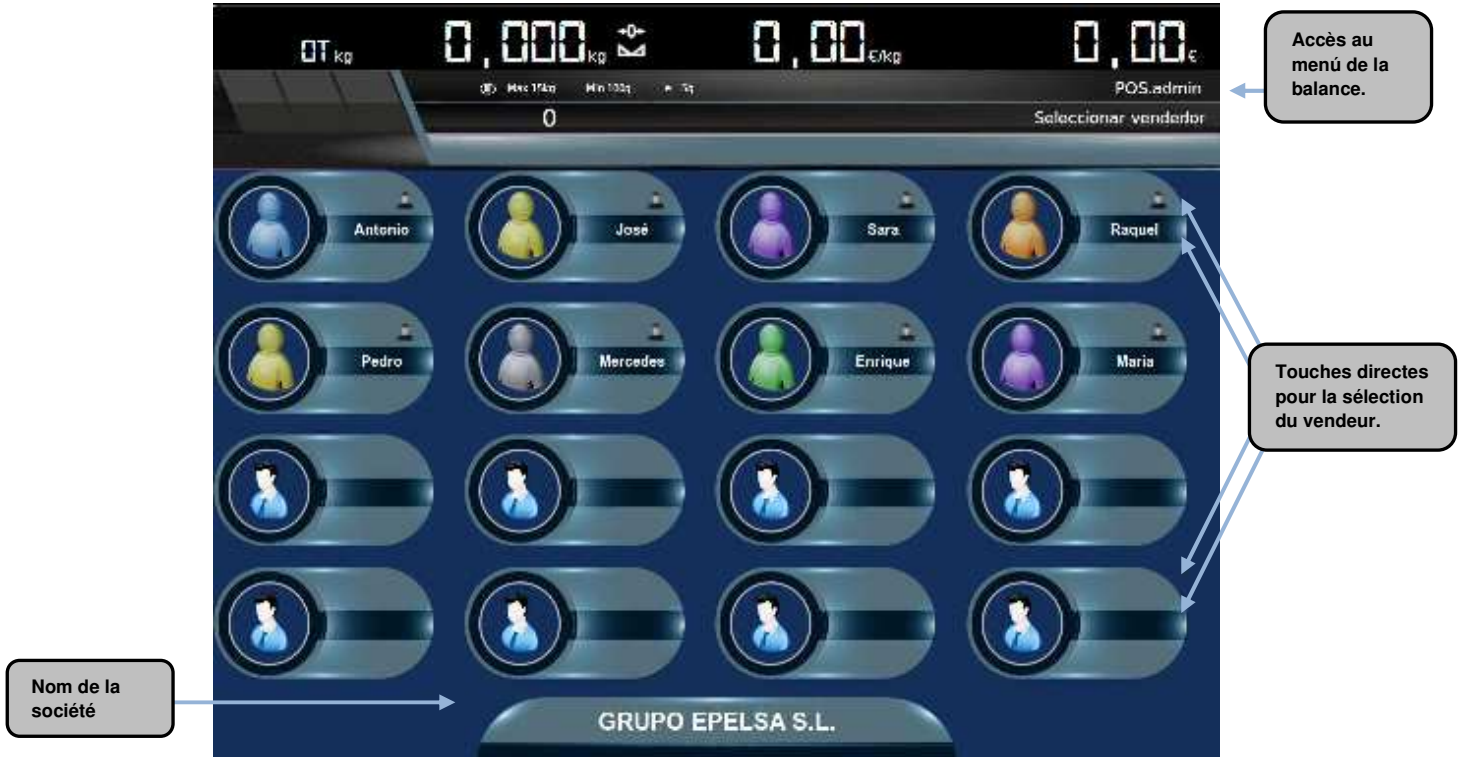 0T kg 0,000 kg →0← 0,00 €/kg 0,00 €
Max 15kg Min 100g e= 5g POS.admin
0 Seleccionar vendedor
Accès au
menú de la
balance.
Antonio José Sara Raquel
Pedro Mercedes Enrique Maria
Touches directes
pour la sélection
du vendeur.
Nom de la
société
GRUPO EPELSA S.L.